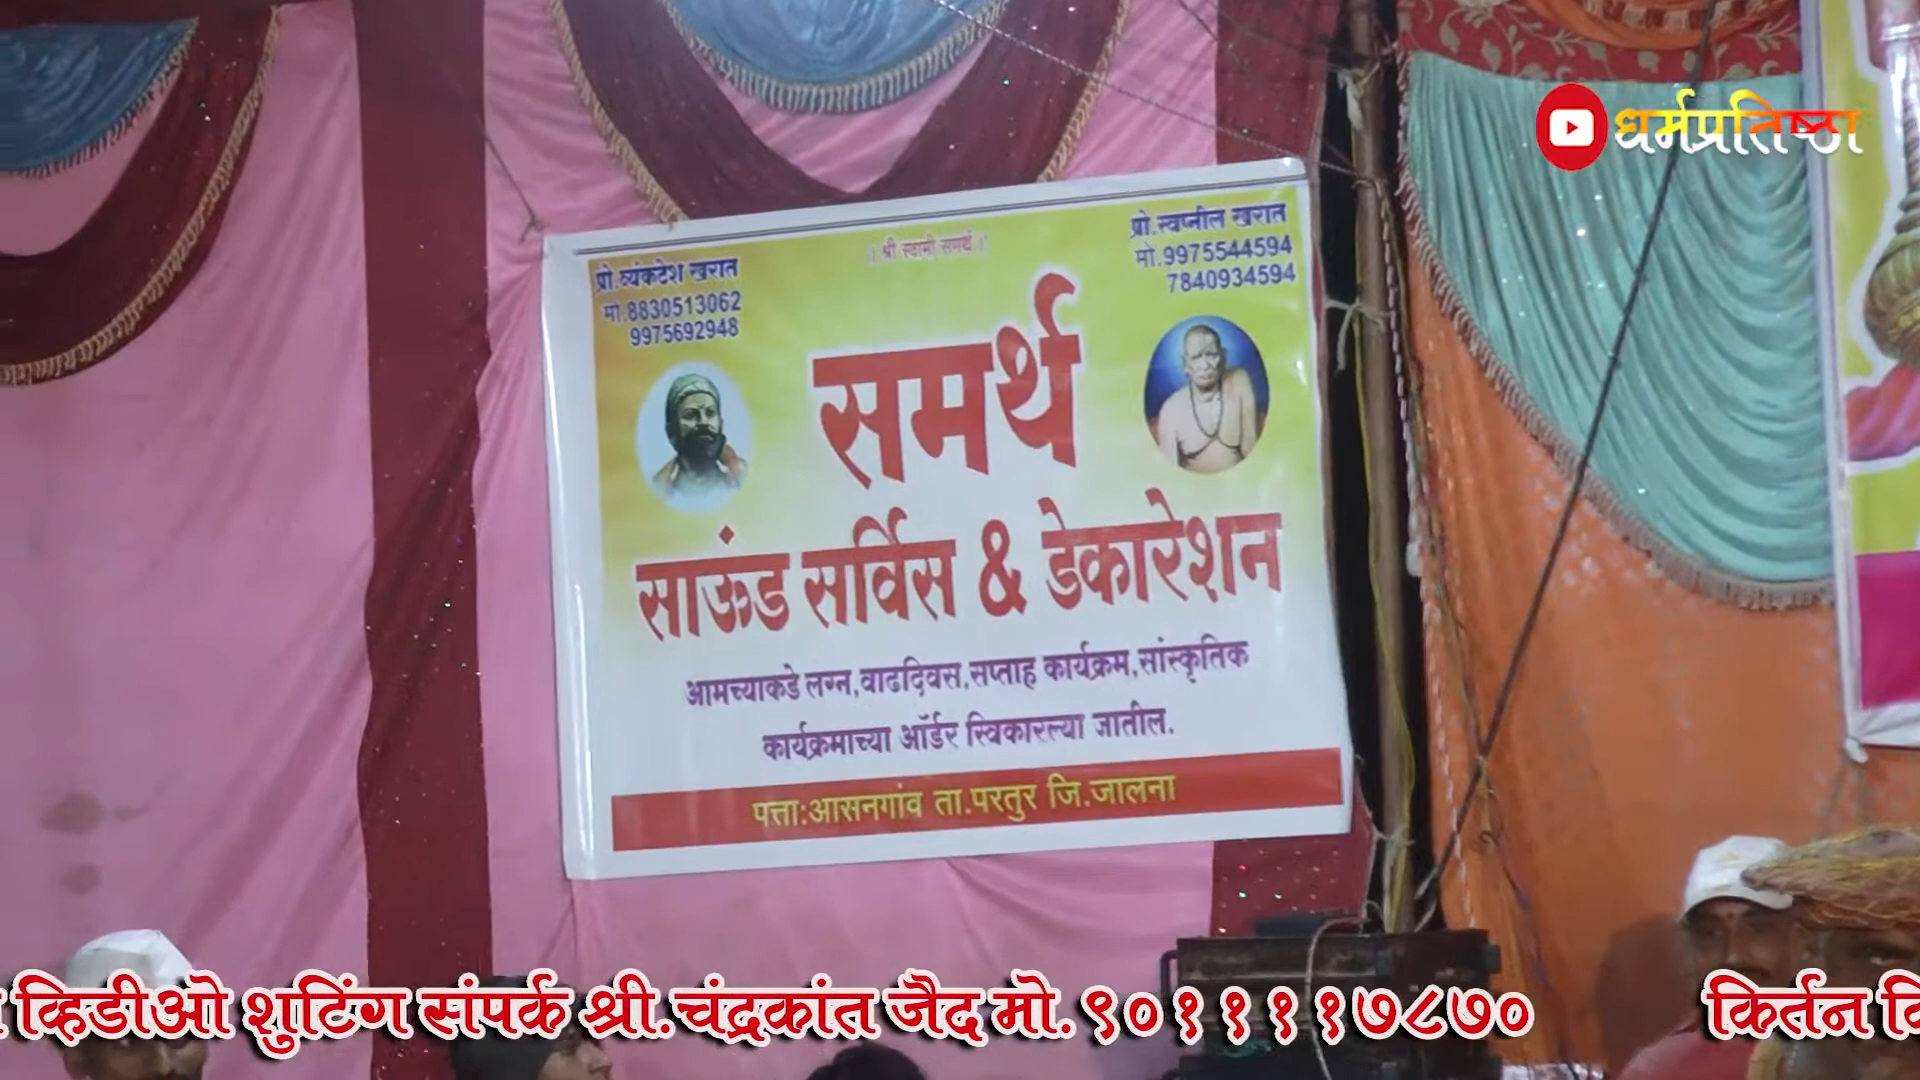 धर्मप्रतिष्ठा
।। श्री स्वामी समर्थ ।।
प्रो.व्यंकटेश खरात
मो.8830513062
9975692948
प्रो.स्वप्नील खरात
मो.9975544594
7840934594
समर्थ
साऊंड सर्विस & डेकोरेशन
आमच्याकडे लग्न,वाढदिवस,सप्ताह कार्यक्रम,सांस्कृतिक
कार्यक्रमाच्या ऑर्डर स्विकारल्या जातील.
पत्ता:आसनगांव ता.परतुर जि.जालना
व्हिडीओ शुटिंग संपर्क श्री.चंद्रकांत जैद मो.९०११११७८७० किर्तन